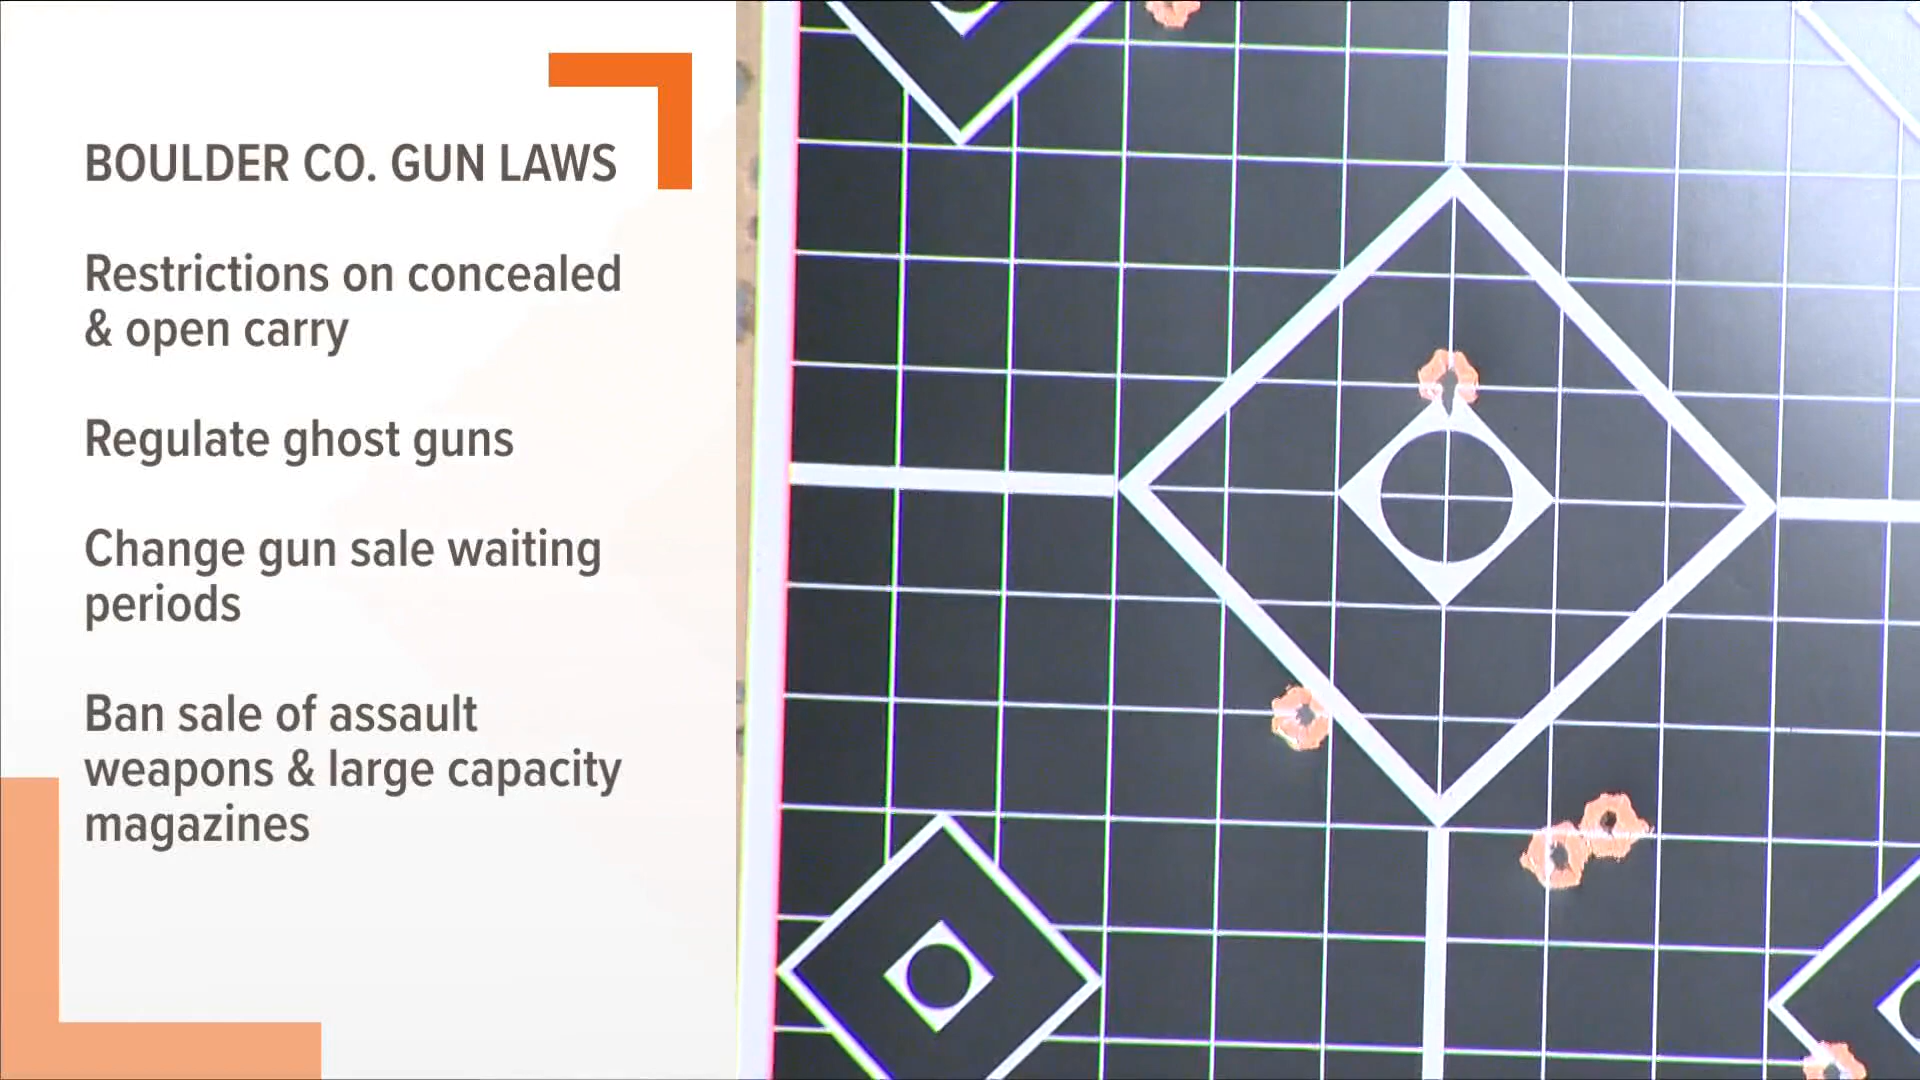 BOULDER CO. GUN LAWS
Restrictions on concealed
& open carry
Regulate ghost guns
Change gun sale waiting
periods
Ban sale of assault
weapons & large capacity
magazines